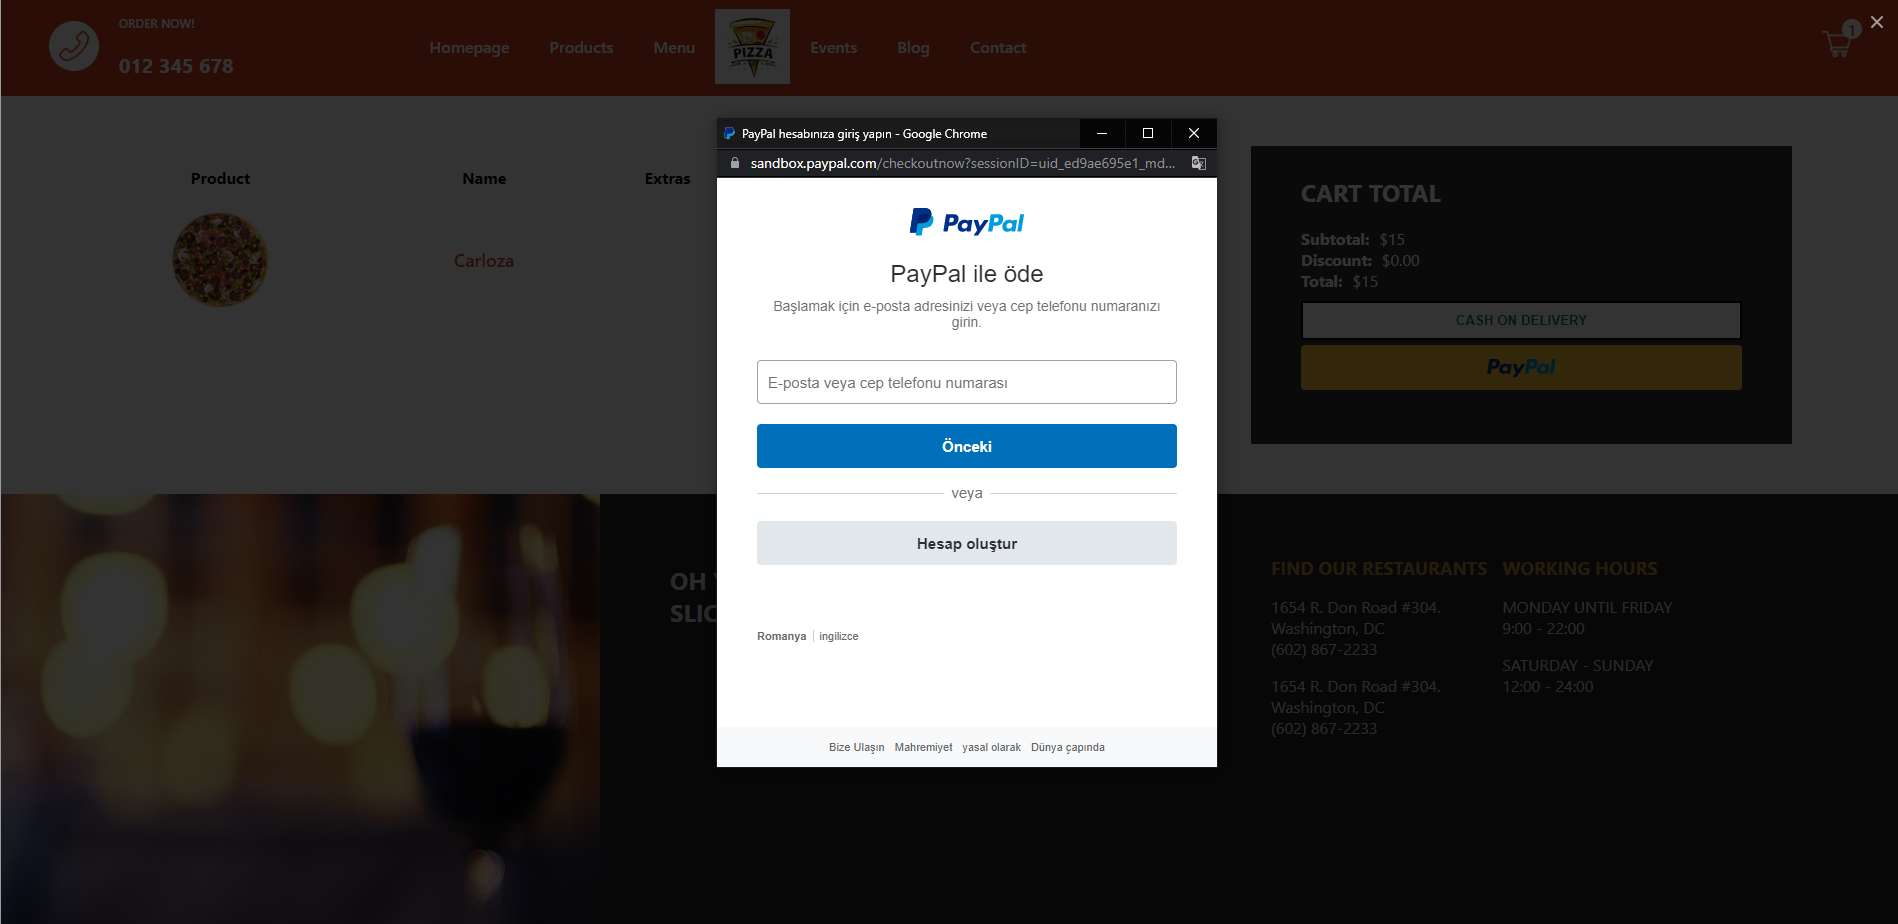 ORDER NOW!
012 345 678
Homepage
Products
Menu
PIZZA
Events
Blog
Contact
1
PayPal hesabınıza giriş yapın - Google Chrome
sandbox.paypal.com/checkoutnow?sessionID=uid_ed9ae695e1_md...
Product
Name
Extras
Carloza
PayPal
PayPal ile öde
Başlamak için e-posta adresinizi veya cep telefonu numaranızı
girin.
E-posta veya cep telefonu numarası
Önceki
veya
Hesap oluştur
Romanya
ingilizce
Bize Ulaşın
Mahremiyet
yasal olarak
Dünya çapında
CART TOTAL
Subtotal: $15
Discount: $0.00
Total: $15
CASH ON DELIVERY
PayPal
OH
SLIC
FIND OUR RESTAURANTS
1654 R. Don Road #304.
Washington, DC
(602) 867-2233
1654 R. Don Road #304.
Washington, DC
(602) 867-2233
WORKING HOURS
MONDAY UNTIL FRIDAY
9:00 - 22:00
SATURDAY - SUNDAY
12:00 - 24:00